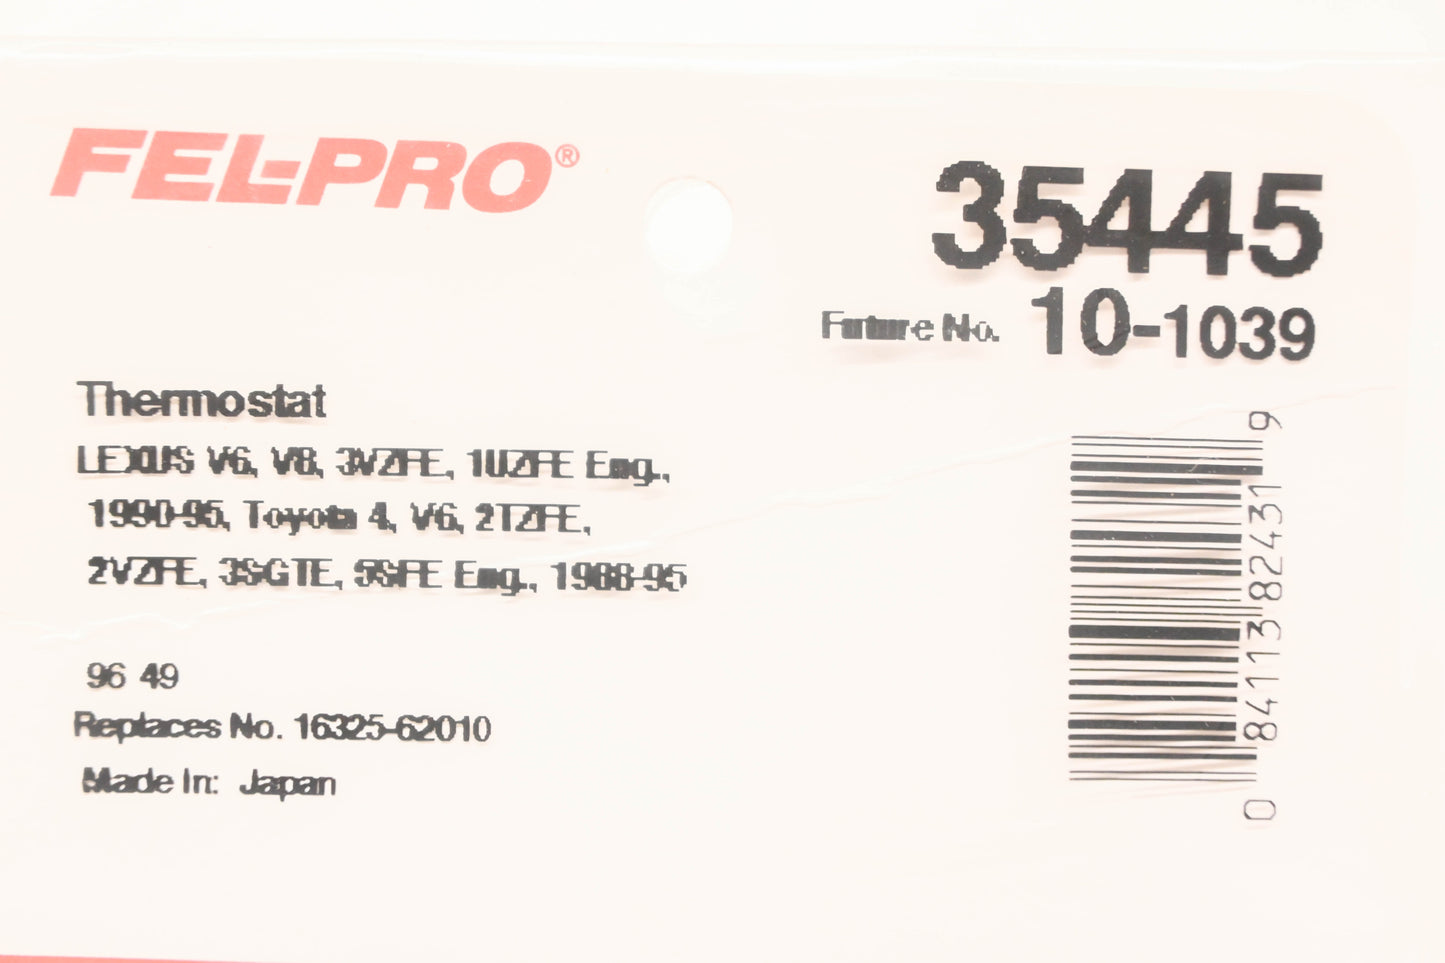 FEL-PRO®
35445
Future No. 10-1039
Thermostat
LEXUS V6, V8, 3VZFE, 1UZFE Eng.,
1990-95, Toyota 4, V6, 2TZFE,
2VZFE, 3SGTE, 5SFE Eng., 1988-95
96 49
Replaces No. 16325-62010
Made In: Japan
0 84113 82431 9